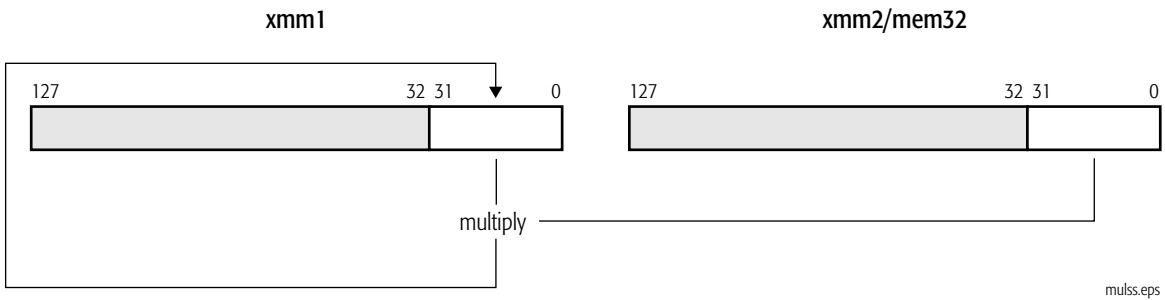 xmm1 xmm2/mem32
127 32 31 0 127 32 31 0
multiply
mulss.eps